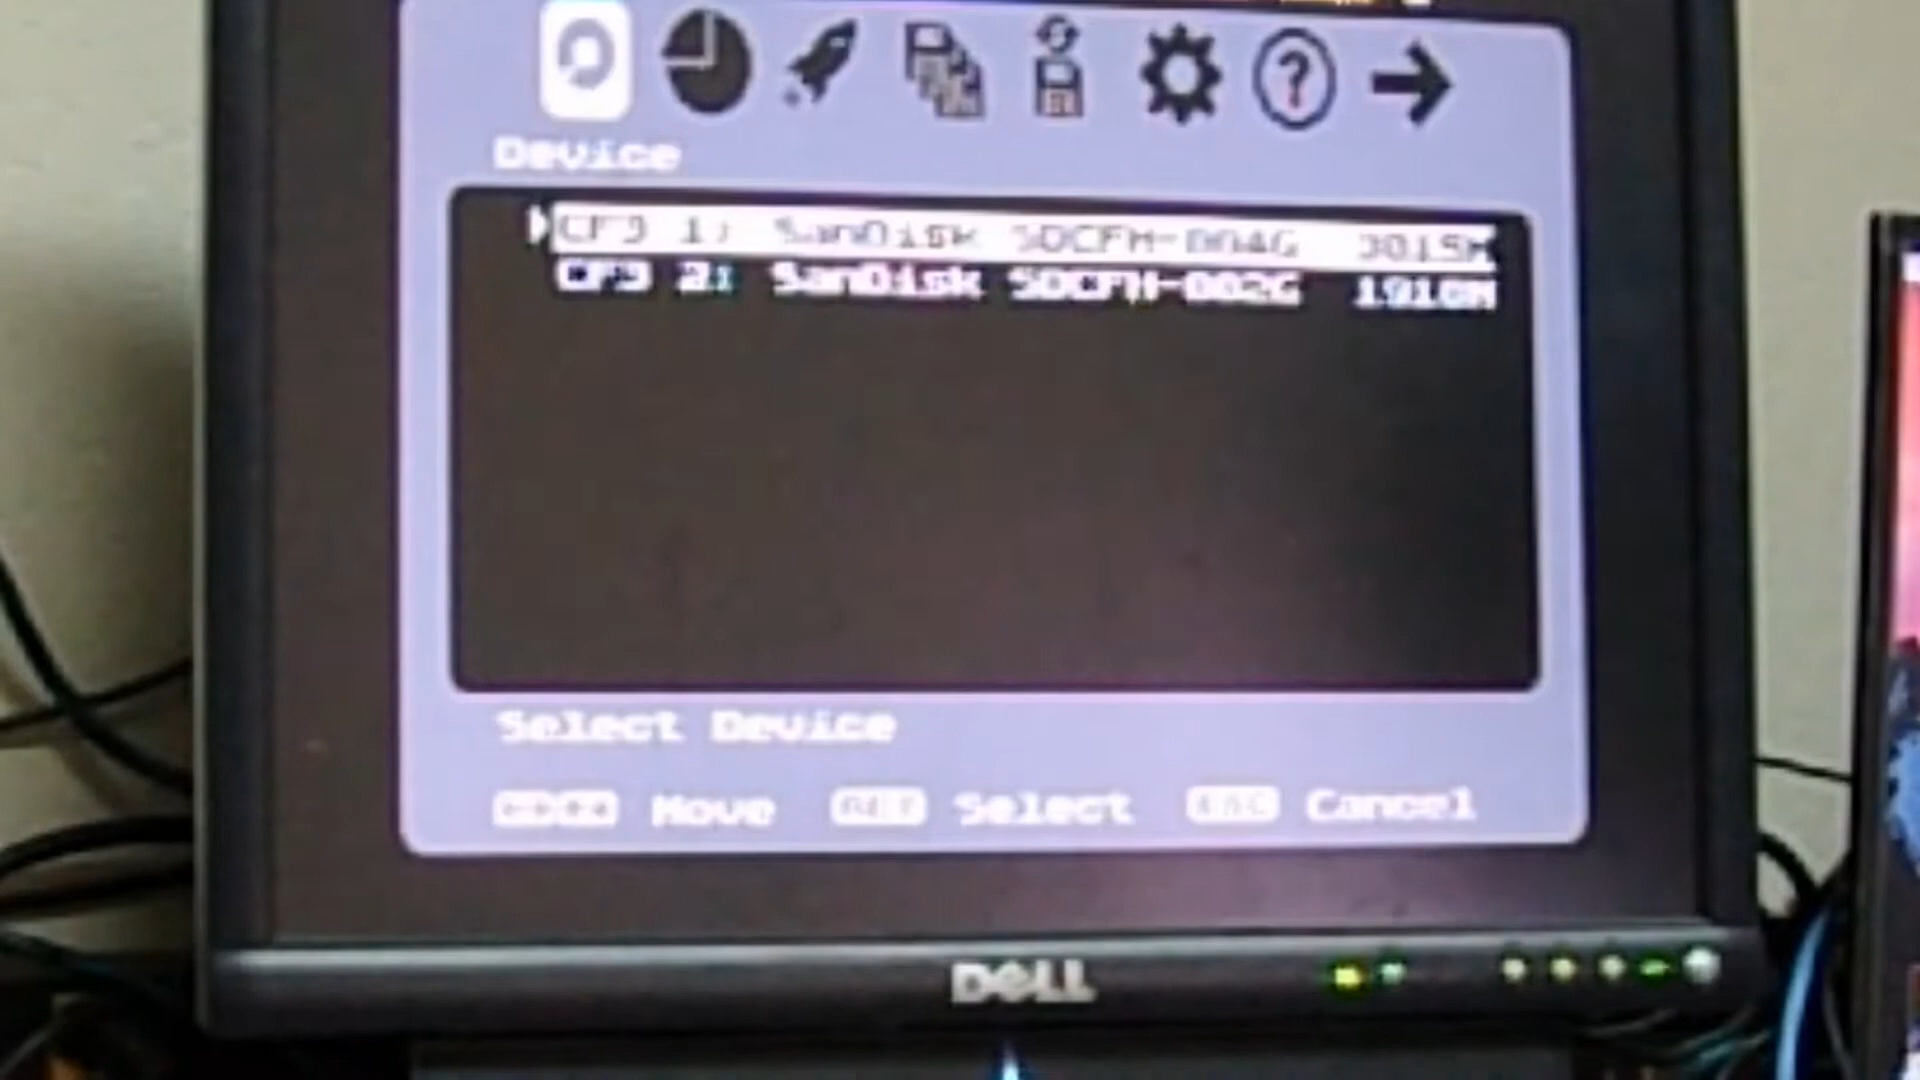 Device
CF3 1: SanDisk SDCFH-004G 3815M
CF3 2: SanDisk SDCFH-002G 1910M
Select Device
Move Select ESC Cancel
DELL